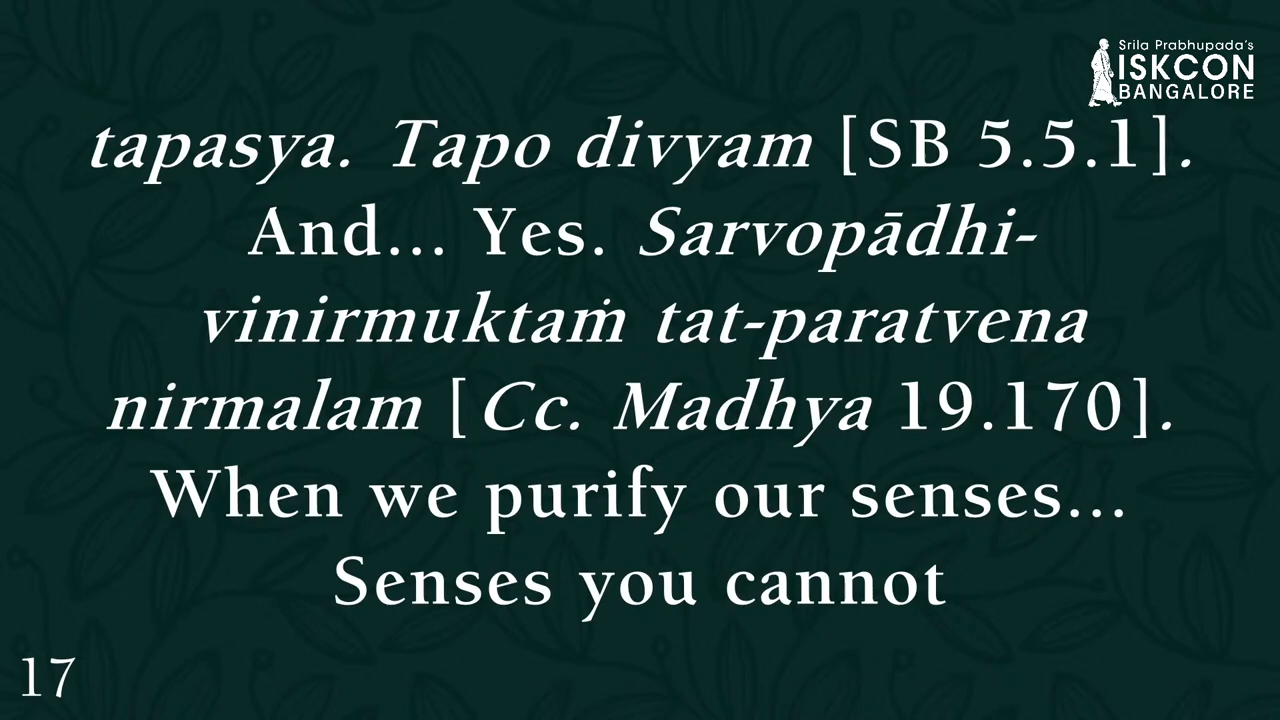 Srila Prabhupada's
ISKCON
BANGALORE
tapasya. Tapo divyam [SB 5.5.1].
And... Yes. Sarvopādhi-
vinirmuktaṁ tat-paratvena
nirmalam [Cc. Madhya 19.170].
When we purify our senses...
Senses you cannot
17